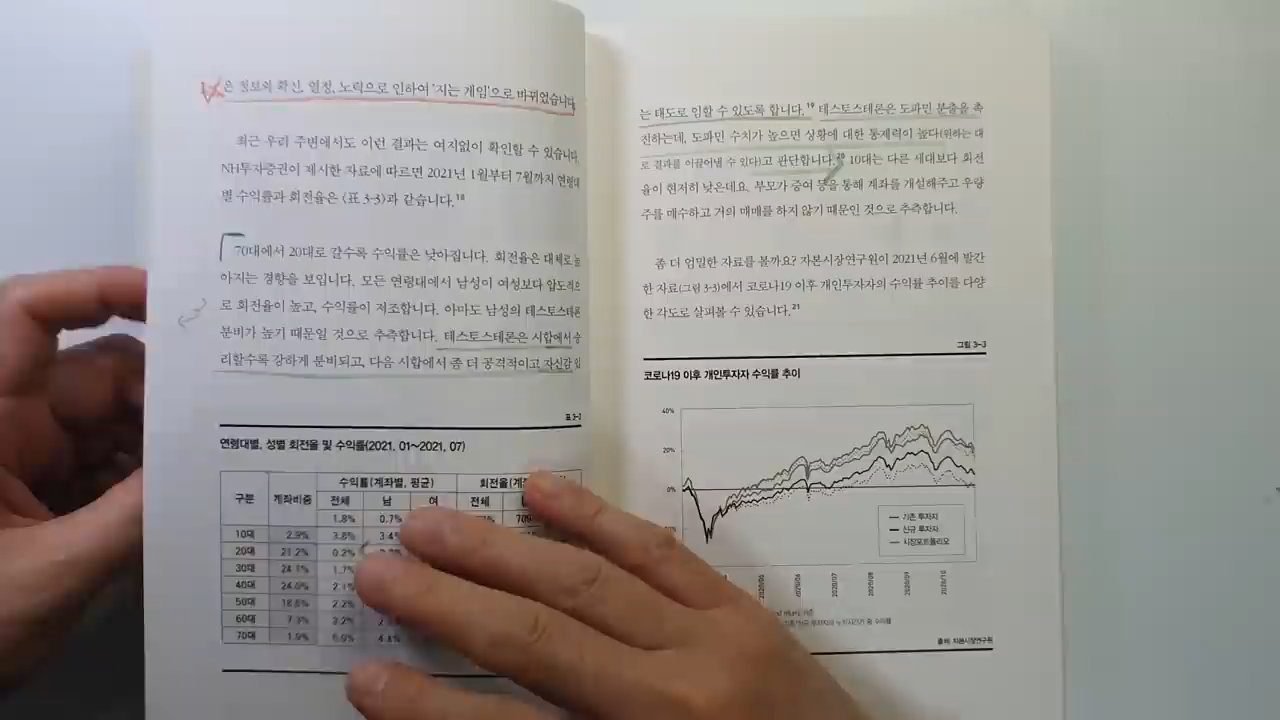 은 정보의 확신, 열정, 노력으로 인하여 '지는 게임'으로 바뀌었습니다.
최근 우리 주변에서도 이런 결과는 여지없이 확인할 수 있습니다.
NH투자증권이 제시한 자료에 따르면 2021년 1월부터 7월까지 연령대
별 수익률과 회전율은 〈표 3-3〉과 같습니다.18
70대에서 20대로 갈수록 수익률은 낮아집니다. 회전율은 대체로 높
아지는 경향을 보입니다. 모든 연령대에서 남성이 여성보다 압도적으
로 회전율이 높고, 수익률이 저조합니다. 아마도 남성의 테스토스테론
분비가 높기 때문일 것으로 추측합니다. 테스토스테론은 시합에서 승
리할수록 강하게 분비되고, 다음 시합에서 좀 더 공격적이고 자신감 있
표 3-3
연령대별, 성별 회전율 및 수익률(2021. 01~2021. 07)
구분 계좌비중 수익률(계좌별, 평균) 회전율(계좌
전체 남 여 전체
1.8% 0.7%
10대 2.9% 3.8% 3.4%
20대 21.2% 0.2%
30대 24.1%
40대 24.0% 2.1%
50대 18.6% 2.2%
60대 7.3% 3.2%
70대 1.9% 5.0% 4.8%
는 태도로 임할 수 있도록 합니다.19 테스토스테론은 도파민 분출을 촉
진하는데, 도파민 수치가 높으면 상황에 대한 통제력이 높다(원하는 대
로 결과를 이끌어낼 수 있다)고 판단합니다.20 10대는 다른 세대보다 회전
율이 현저히 낮은데요. 부모가 증여 등을 통해 계좌를 개설해주고 우량
주를 매수하고 거의 매매를 하지 않기 때문인 것으로 추측합니다.
좀 더 엄밀한 자료를 볼까요? 자본시장연구원이 2021년 6월에 발간
한 자료(그림 3-3)에서 코로나19 이후 개인투자자의 수익률 추이를 다양
한 각도로 살펴볼 수 있습니다.21
그림 3-3
코로나19 이후 개인투자자 수익률 추이
40%
20%
0%
기존 투자자
신규 투자자
시장포트폴리오
2020/07 2020/08 2020/09 2020/10
출처: 자본시장연구원